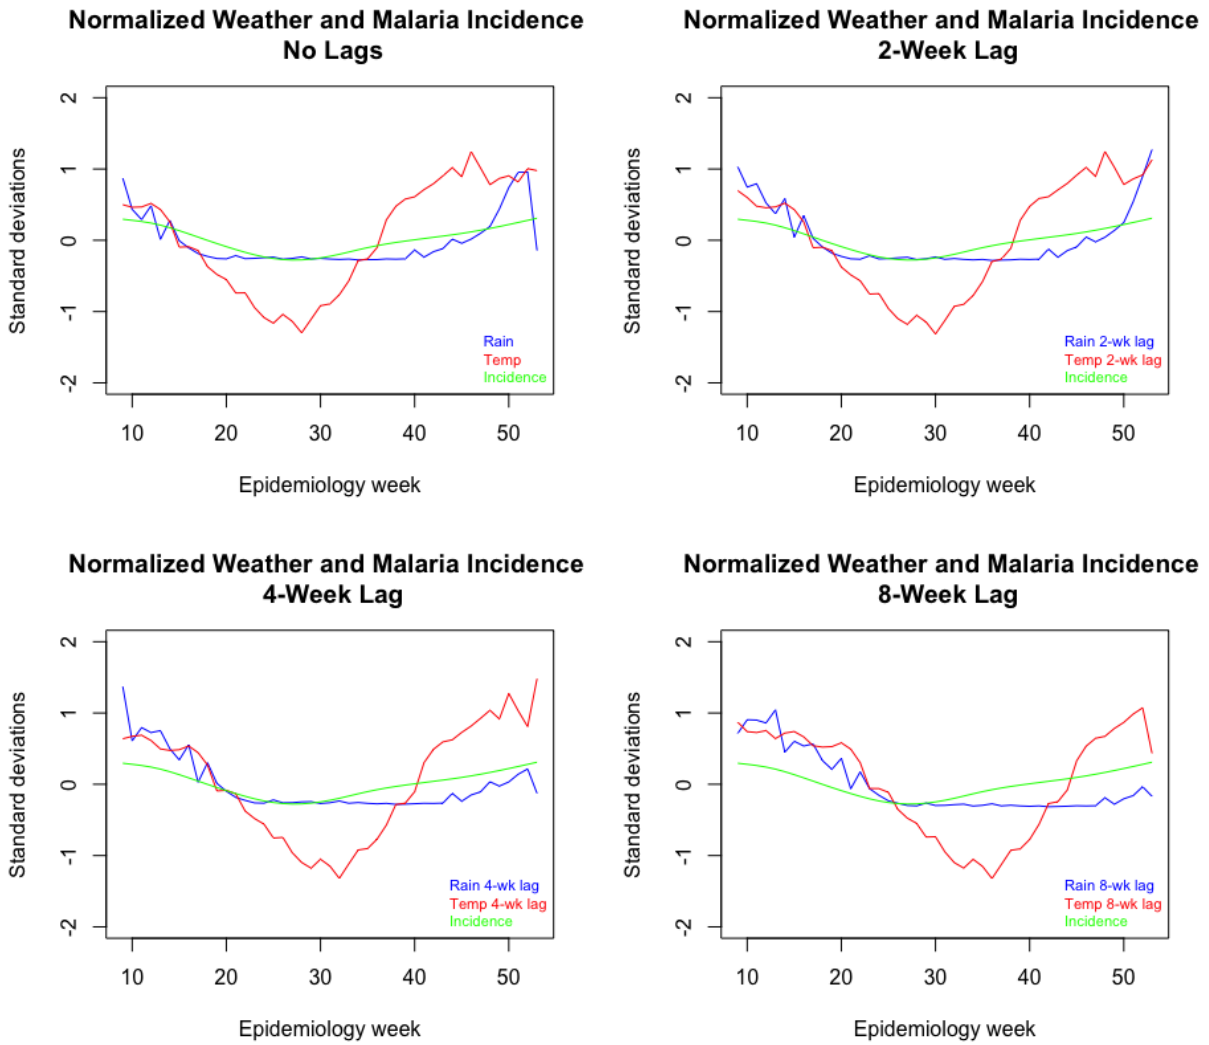 Normalized Weather and Malaria Incidence
No Lags
Standard deviations
2
1
0
-1
-2
Rain
Temp
Incidence
10 20 30 40 50
Epidemiology week
Normalized Weather and Malaria Incidence
2-Week Lag
Standard deviations
2
1
0
-1
-2
Rain 2-wk lag
Temp 2-wk lag
Incidence
10 20 30 40 50
Epidemiology week
Normalized Weather and Malaria Incidence
4-Week Lag
Standard deviations
2
1
0
-1
-2
Rain 4-wk lag
Temp 4-wk lag
Incidence
10 20 30 40 50
Epidemiology week
Normalized Weather and Malaria Incidence
8-Week Lag
Standard deviations
2
1
0
-1
-2
Rain 8-wk lag
Temp 8-wk lag
Incidence
10 20 30 40 50
Epidemiology week